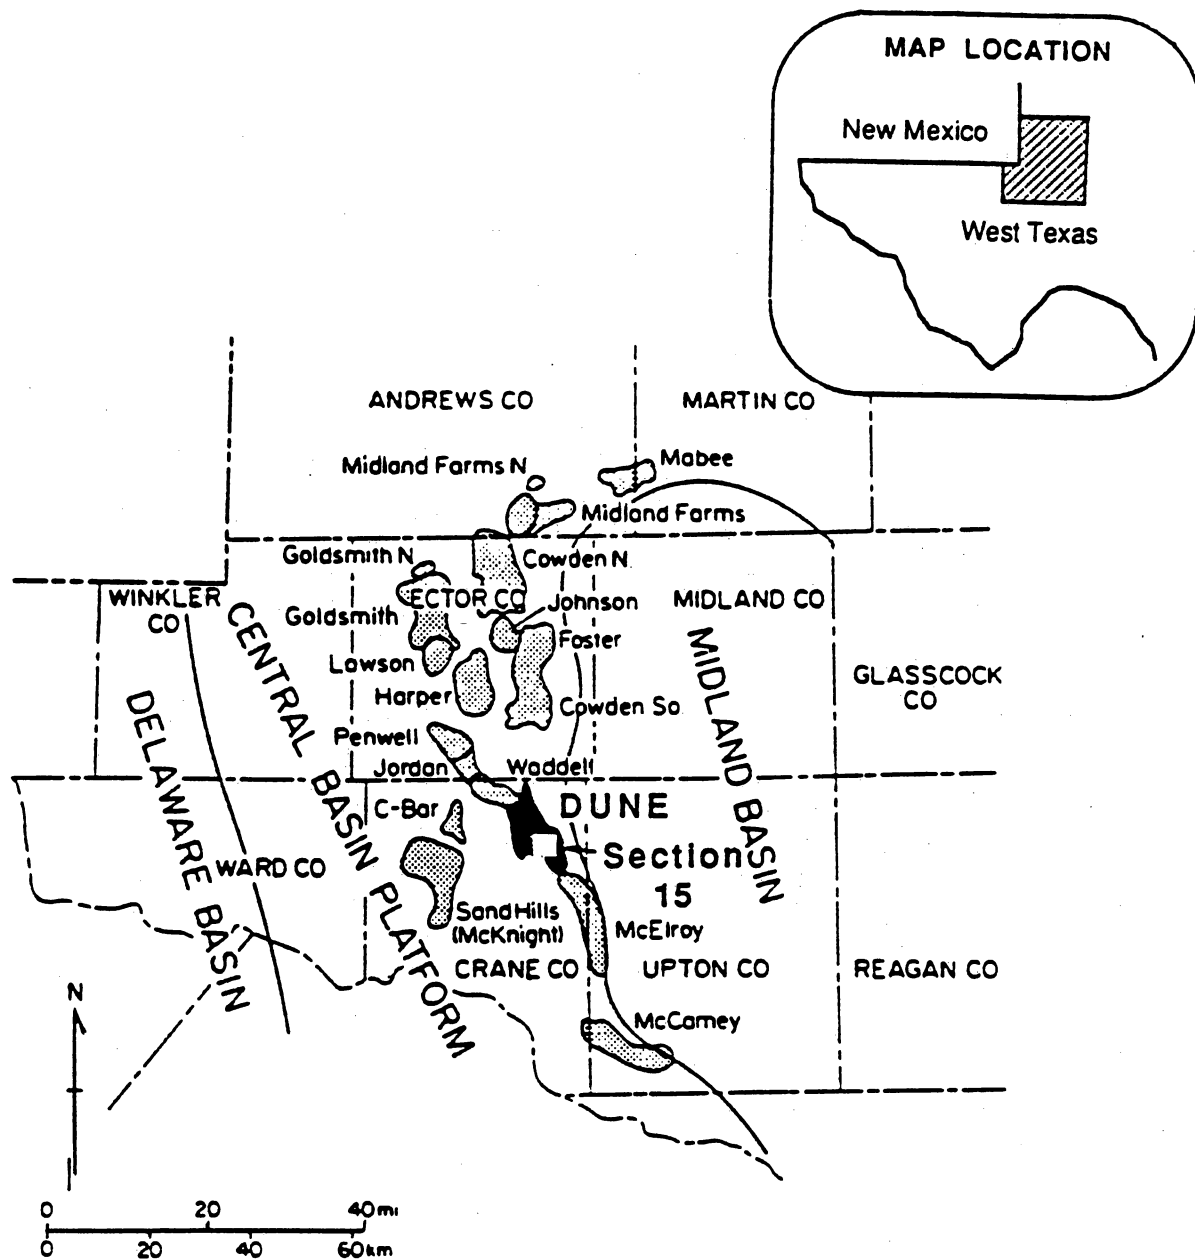 MAP LOCATION
New Mexico
West Texas
ANDREWS CO
MARTIN CO
Midland Farms N
Mabee
Midland Farms
Goldsmith N
Cowden N
WINKLER
CO
ECTOR CO
Johnson
MIDLAND CO
Goldsmith
Foster
Lawson
GLASSCOCK
CO
Harper
Cowden So
CENTRAL BASIN PLATFORM
DELAWARE BASIN
MIDLAND BASIN
Penwell
Jordan
Waddell
C-Bar
DUNE
WARD CO
Section
15
Sand Hills
(McKnight)
McElroy
CRANE CO
UPTON CO
REAGAN CO
N
McCamey
0 20 40 mi
0 20 40 60 km